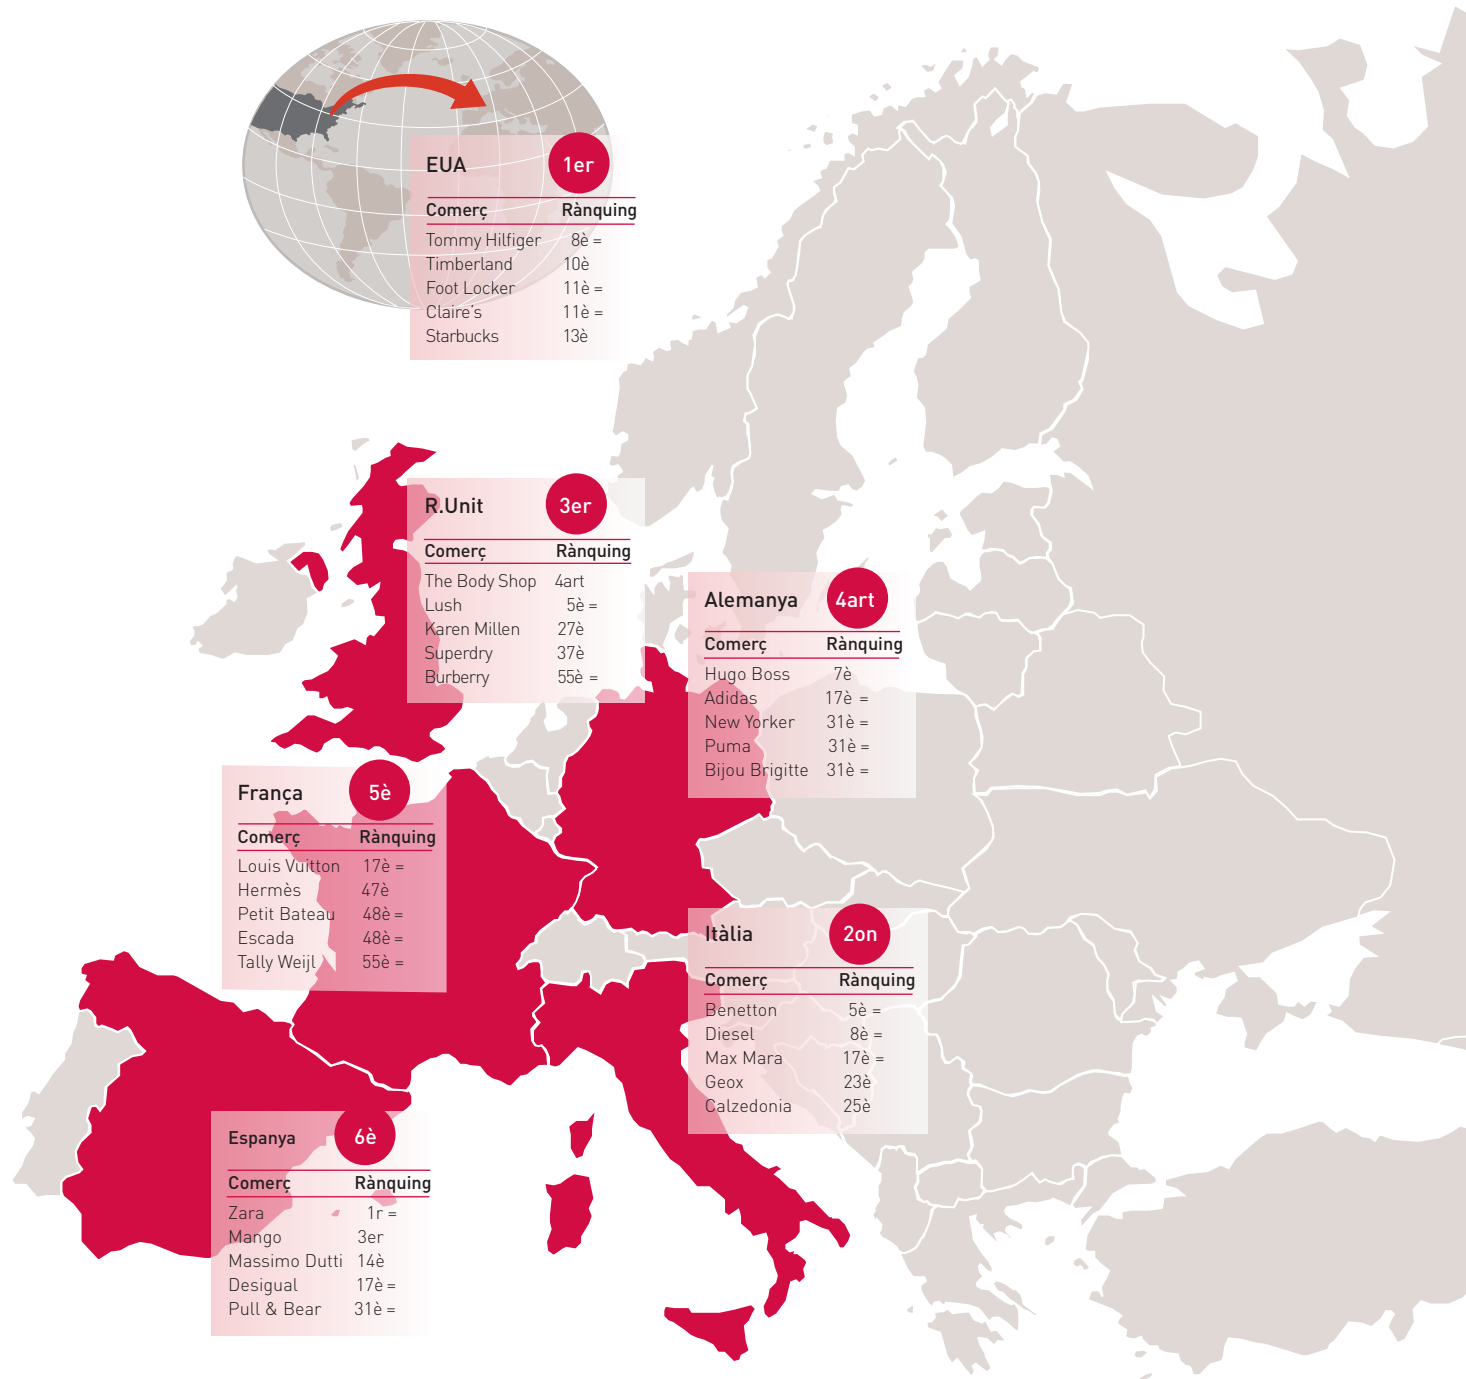 EUA 1er
Comerç Rànquing
Tommy Hilfiger 8è =
Timberland 10è
Foot Locker 11è =
Claire's 11è =
Starbucks 13è
R.Unit 3er
Comerç Rànquing
The Body Shop 4art
Lush 5è =
Karen Millen 27è
Superdry 37è
Burberry 55è =
Alemanya 4art
Comerç Rànquing
Hugo Boss 7è
Adidas 17è =
New Yorker 31è =
Puma 31è =
Bijou Brigitte 31è =
França 5è
Comerç Rànquing
Louis Vuitton 17è =
Hermès 47è
Petit Bateau 48è =
Escada 48è =
Tally Weijl 55è =
Itàlia 2on
Comerç Rànquing
Benetton 5è =
Diesel 8è =
Max Mara 17è =
Geox 23è
Calzedonia 25è
Espanya 6è
Comerç Rànquing
Zara 1r =
Mango 3er
Massimo Dutti 14è
Desigual 17è =
Pull & Bear 31è =